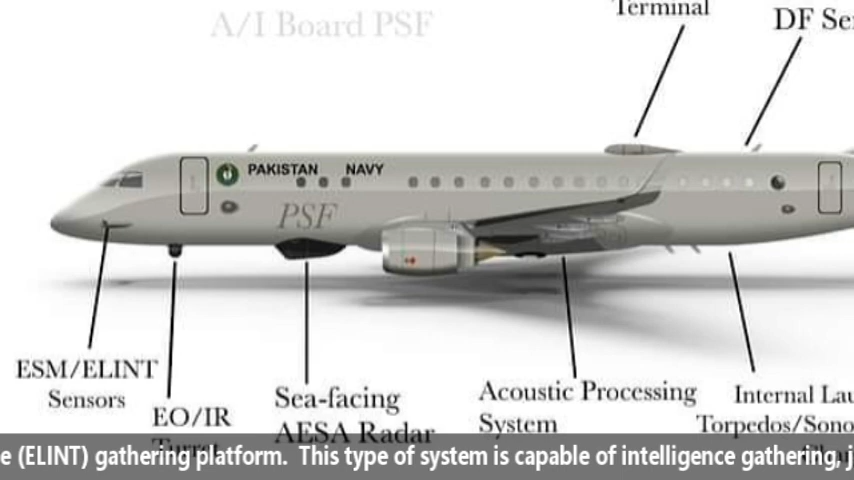 A/I Board PSF
Terminal
DF Se
PAKISTAN NAVY
PSF
ESM/ELINT
Sensors
EO/IR
Turret
Sea-facing
AESA Radar
Acoustic Processing
System
Internal Lau
Torpedos/Sono
e (ELINT) gathering platform. This type of system is capable of intelligence gathering, j